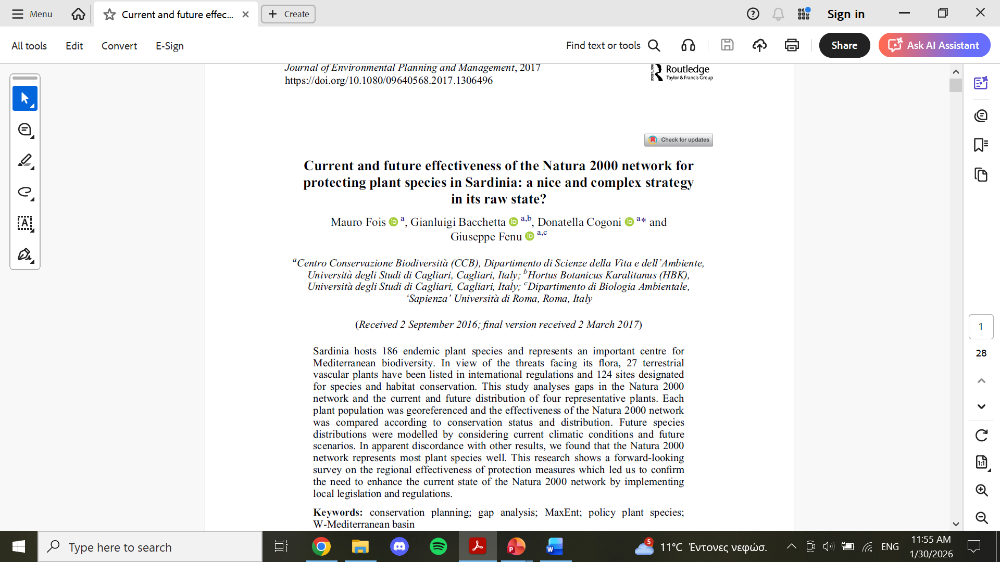 Menu
Current and future effec...
Create
Sign in
All tools
Edit
Convert
E-Sign
Find text or tools
Share
Ask AI Assistant
Journal of Environmental Planning and Management, 2017
https://doi.org/10.1080/09640568.2017.1306496
ROUTLEDGE
Routledge
Taylor & Francis Group
Check for updates
Current and future effectiveness of the Natura 2000 network for
protecting plant species in Sardinia: a nice and complex strategy
in its raw state?
Mauro Fois iD a, Gianluigi Bacchetta iD a,b, Donatella Cogoni iD a* and
Giuseppe Fenu iD a,c
aCentro Conservazione Biodiversità (CCB), Dipartimento di Scienze della Vita e dell’Ambiente,
Università degli Studi di Cagliari, Cagliari, Italy; bHortus Botanicus Karalitanus (HBK),
Università degli Studi di Cagliari, Cagliari, Italy; cDipartimento di Biologia Ambientale,
‘Sapienza’ Università di Roma, Roma, Italy
(Received 2 September 2016; final version received 2 March 2017)
Sardinia hosts 186 endemic plant species and represents an important centre for
Mediterranean biodiversity. In view of the threats facing its flora, 27 terrestrial
vascular plants have been listed in international regulations and 124 sites designated
for species and habitat conservation. This study analyses gaps in the Natura 2000
network and the current and future distribution of four representative plants. Each
plant population was georeferenced and the effectiveness of the Natura 2000 network
was compared according to conservation status and distribution. Future species
distributions were modelled by considering current climatic conditions and future
scenarios. In apparent discordance with other results, we found that the Natura 2000
network represents most plant species well. This research shows a forward-looking
survey on the regional effectiveness of protection measures which led us to confirm
the need to enhance the current state of the Natura 2000 network by implementing
local legislation and regulations.
Keywords: conservation planning; gap analysis; MaxEnt; policy plant species;
W-Mediterranean basin
1
28
1:1
Type here to search
5
11°C Έντονες νεφώσ.
ENG
11:55 AM
1/30/2026